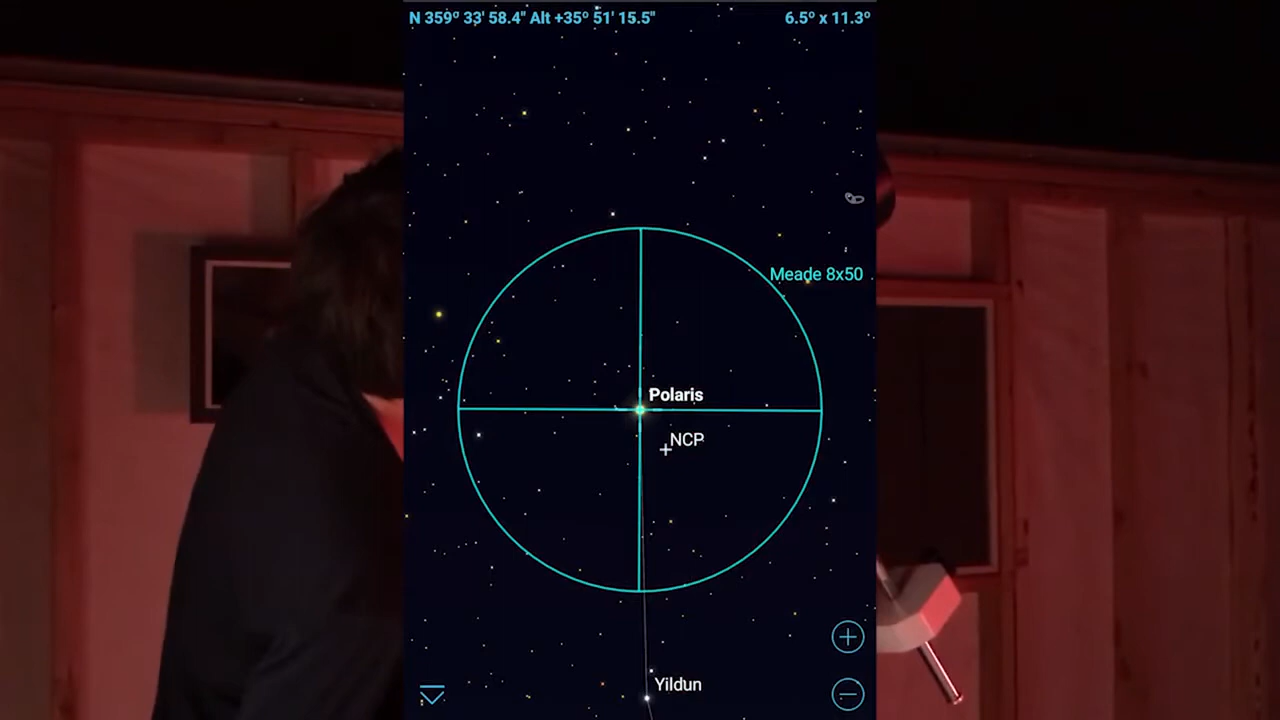 N 359° 33' 58.4" Alt +35° 51' 15.5"
6.5° x 11.3°
Meade 8x50
Polaris
NCP
Yildun